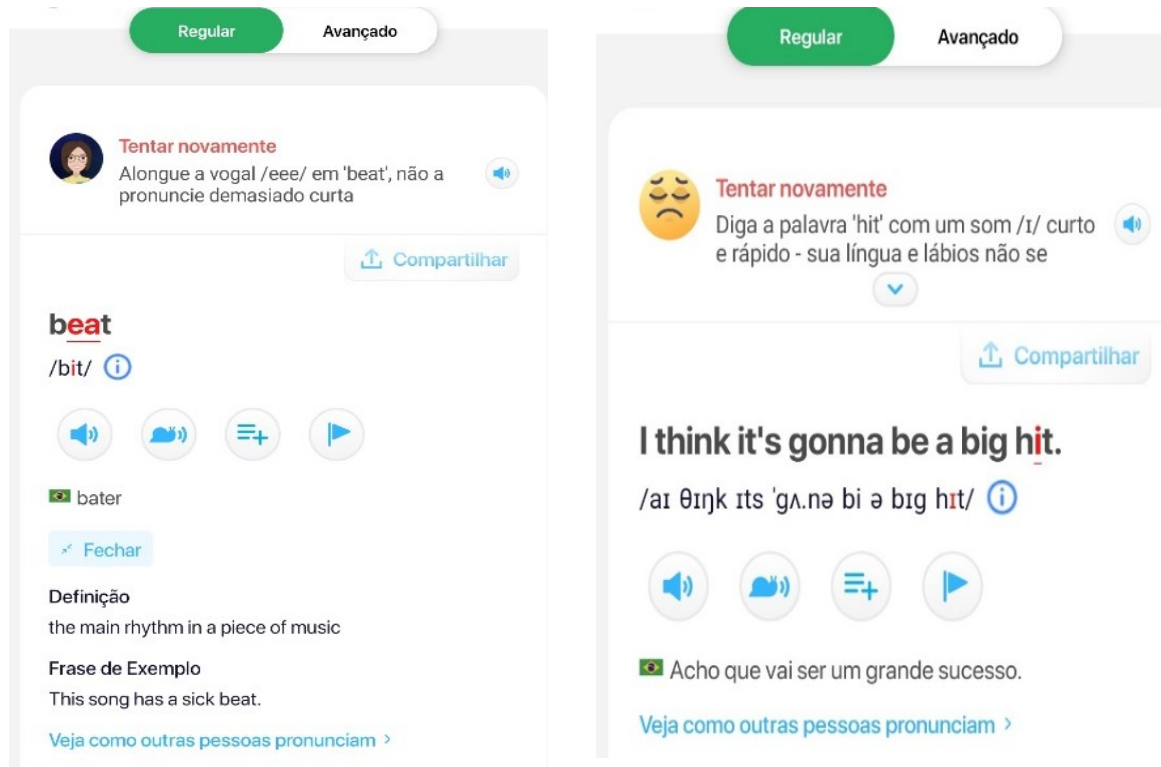 Regular Avançado
Tentar novamente
Alongue a vogal /eee/ em 'beat', não a
pronuncie demasiado curta
Compartilhar
beat
/bit/
bater
Fechar
Definição
the main rhythm in a piece of music
Frase de Exemplo
This song has a sick beat.
Veja como outras pessoas pronunciam >
Regular Avançado
Tentar novamente
Diga a palavra 'hit' com um som /ɪ/ curto
e rápido - sua língua e lábios não se
Compartilhar
I think it's gonna be a big hit.
/aɪ θɪŋk ɪts ˈgʌ.nə bi ə bɪg hɪt/
Acho que vai ser um grande sucesso.
Veja como outras pessoas pronunciam >